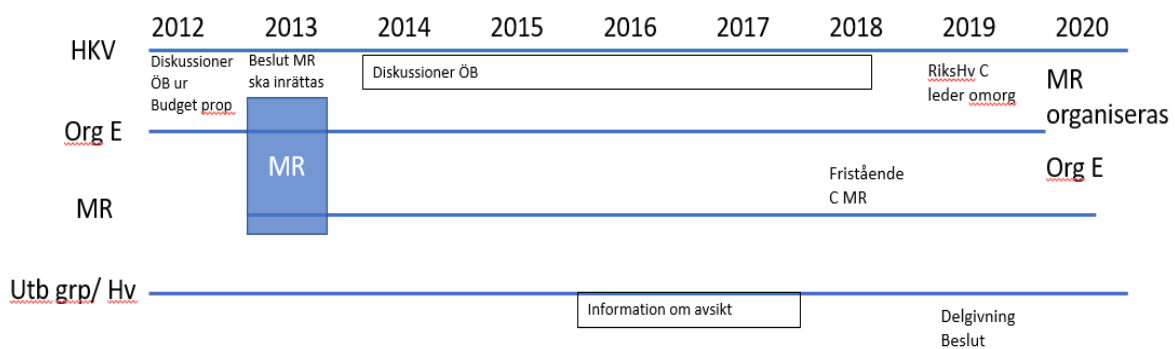 2012 2013 2014 2015 2016 2017 2018 2019 2020
HKV
Diskussioner
ÖB ur
Budget prop
Beslut MR
ska inrättas
Diskussioner ÖB
RiksHv C
leder omorg
MR
organiseras
Org E
MR
Fristående
C MR
Org E
MR
Utb grp/ Hv
Information om avsikt
Delgivning
Beslut